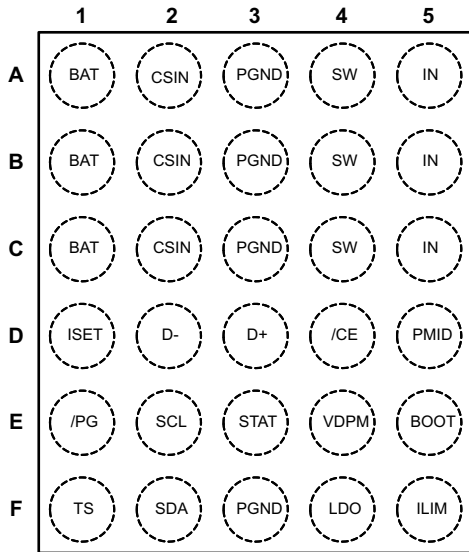 1 2 3 4 5
A BAT CSIN PGND SW IN
B BAT CSIN PGND SW IN
C BAT CSIN PGND SW IN
D ISET D- D+ /CE PMID
E /PG SCL STAT VDPM BOOT
F TS SDA PGND LDO ILIM